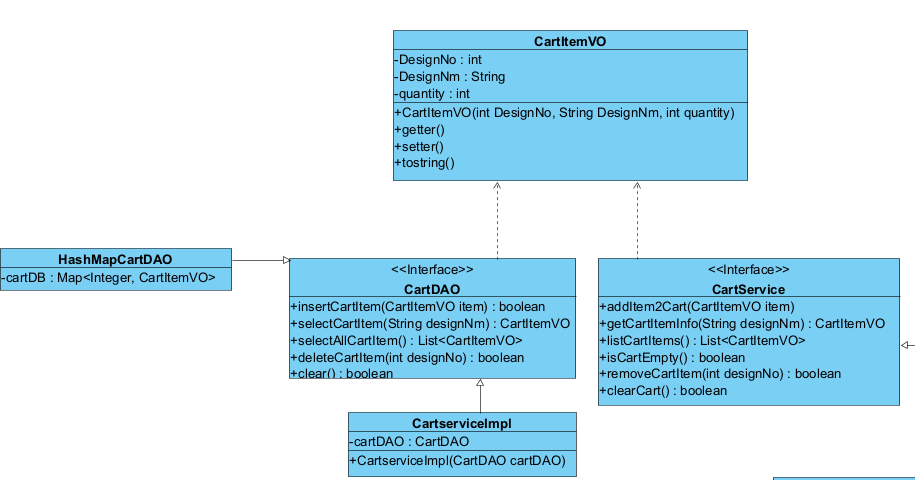 CartItemVO
-DesignNo : int
-DesignNm : String
-quantity : int
+CartItemVO(int DesignNo, String DesignNm, int quantity)
+getter()
+setter()
+tostring()
HashMapCartDAO
-cartDB : Map<Integer, CartItemVO>
<<Interface>>
CartDAO
+insertCartItem(CartItemVO item) : boolean
+selectCartItem(String designNm) : CartItemVO
+selectAllCartItem() : List<CartItemVO>
+deleteCartItem(int designNo) : boolean
+clear() : boolean
<<Interface>>
CartService
+addItem2Cart(CartItemVO item)
+getCartItemInfo(String designNm) : CartItemVO
+listCartItems() : List<CartItemVO>
+isCartEmpty() : boolean
+removeCartItem(int designNo) : boolean
+clearCart() : boolean
CartserviceImpl
-cartDAO : CartDAO
+CartserviceImpl(CartDAO cartDAO)